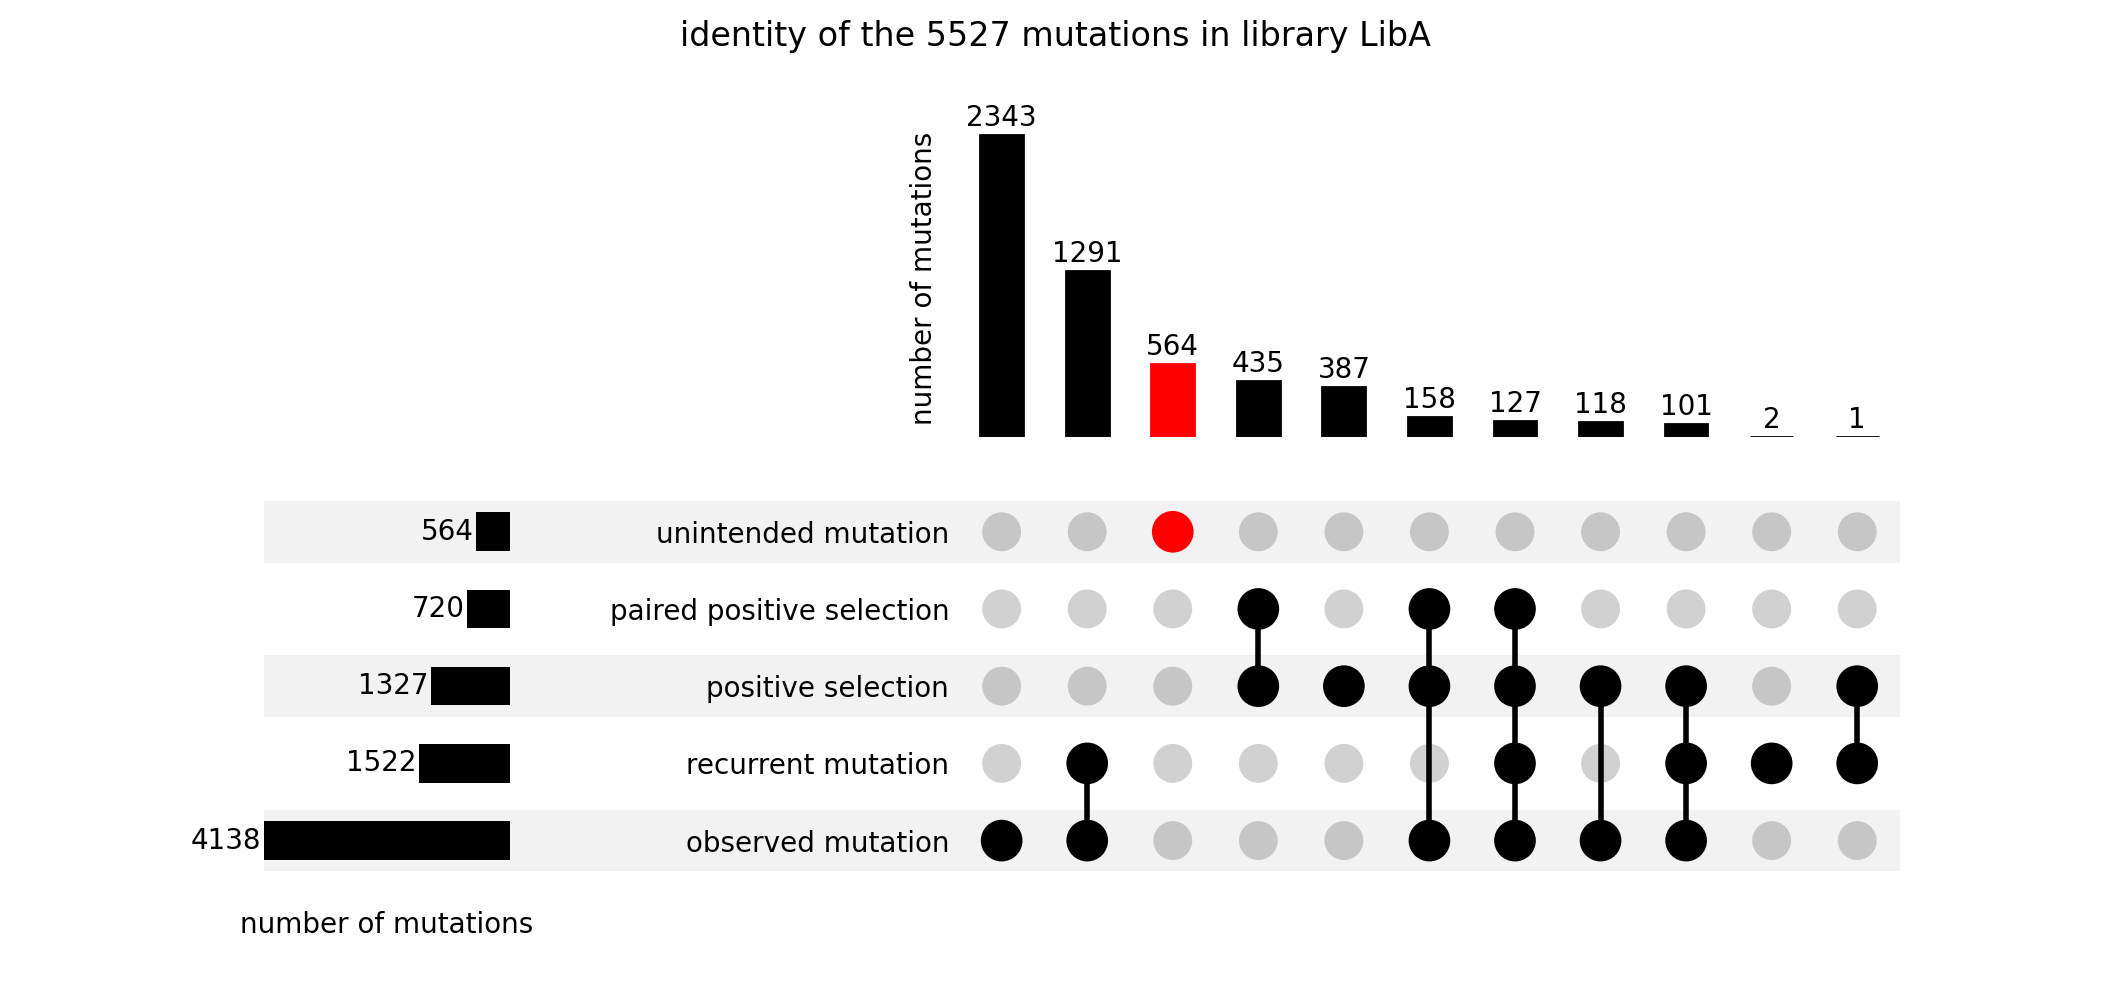 identity of the 5527 mutations in library LibA
number of mutations
2343
1291
564
435
387
158
127
118
101
2
1
564
unintended mutation
720
paired positive selection
1327
positive selection
1522
recurrent mutation
4138
observed mutation
number of mutations